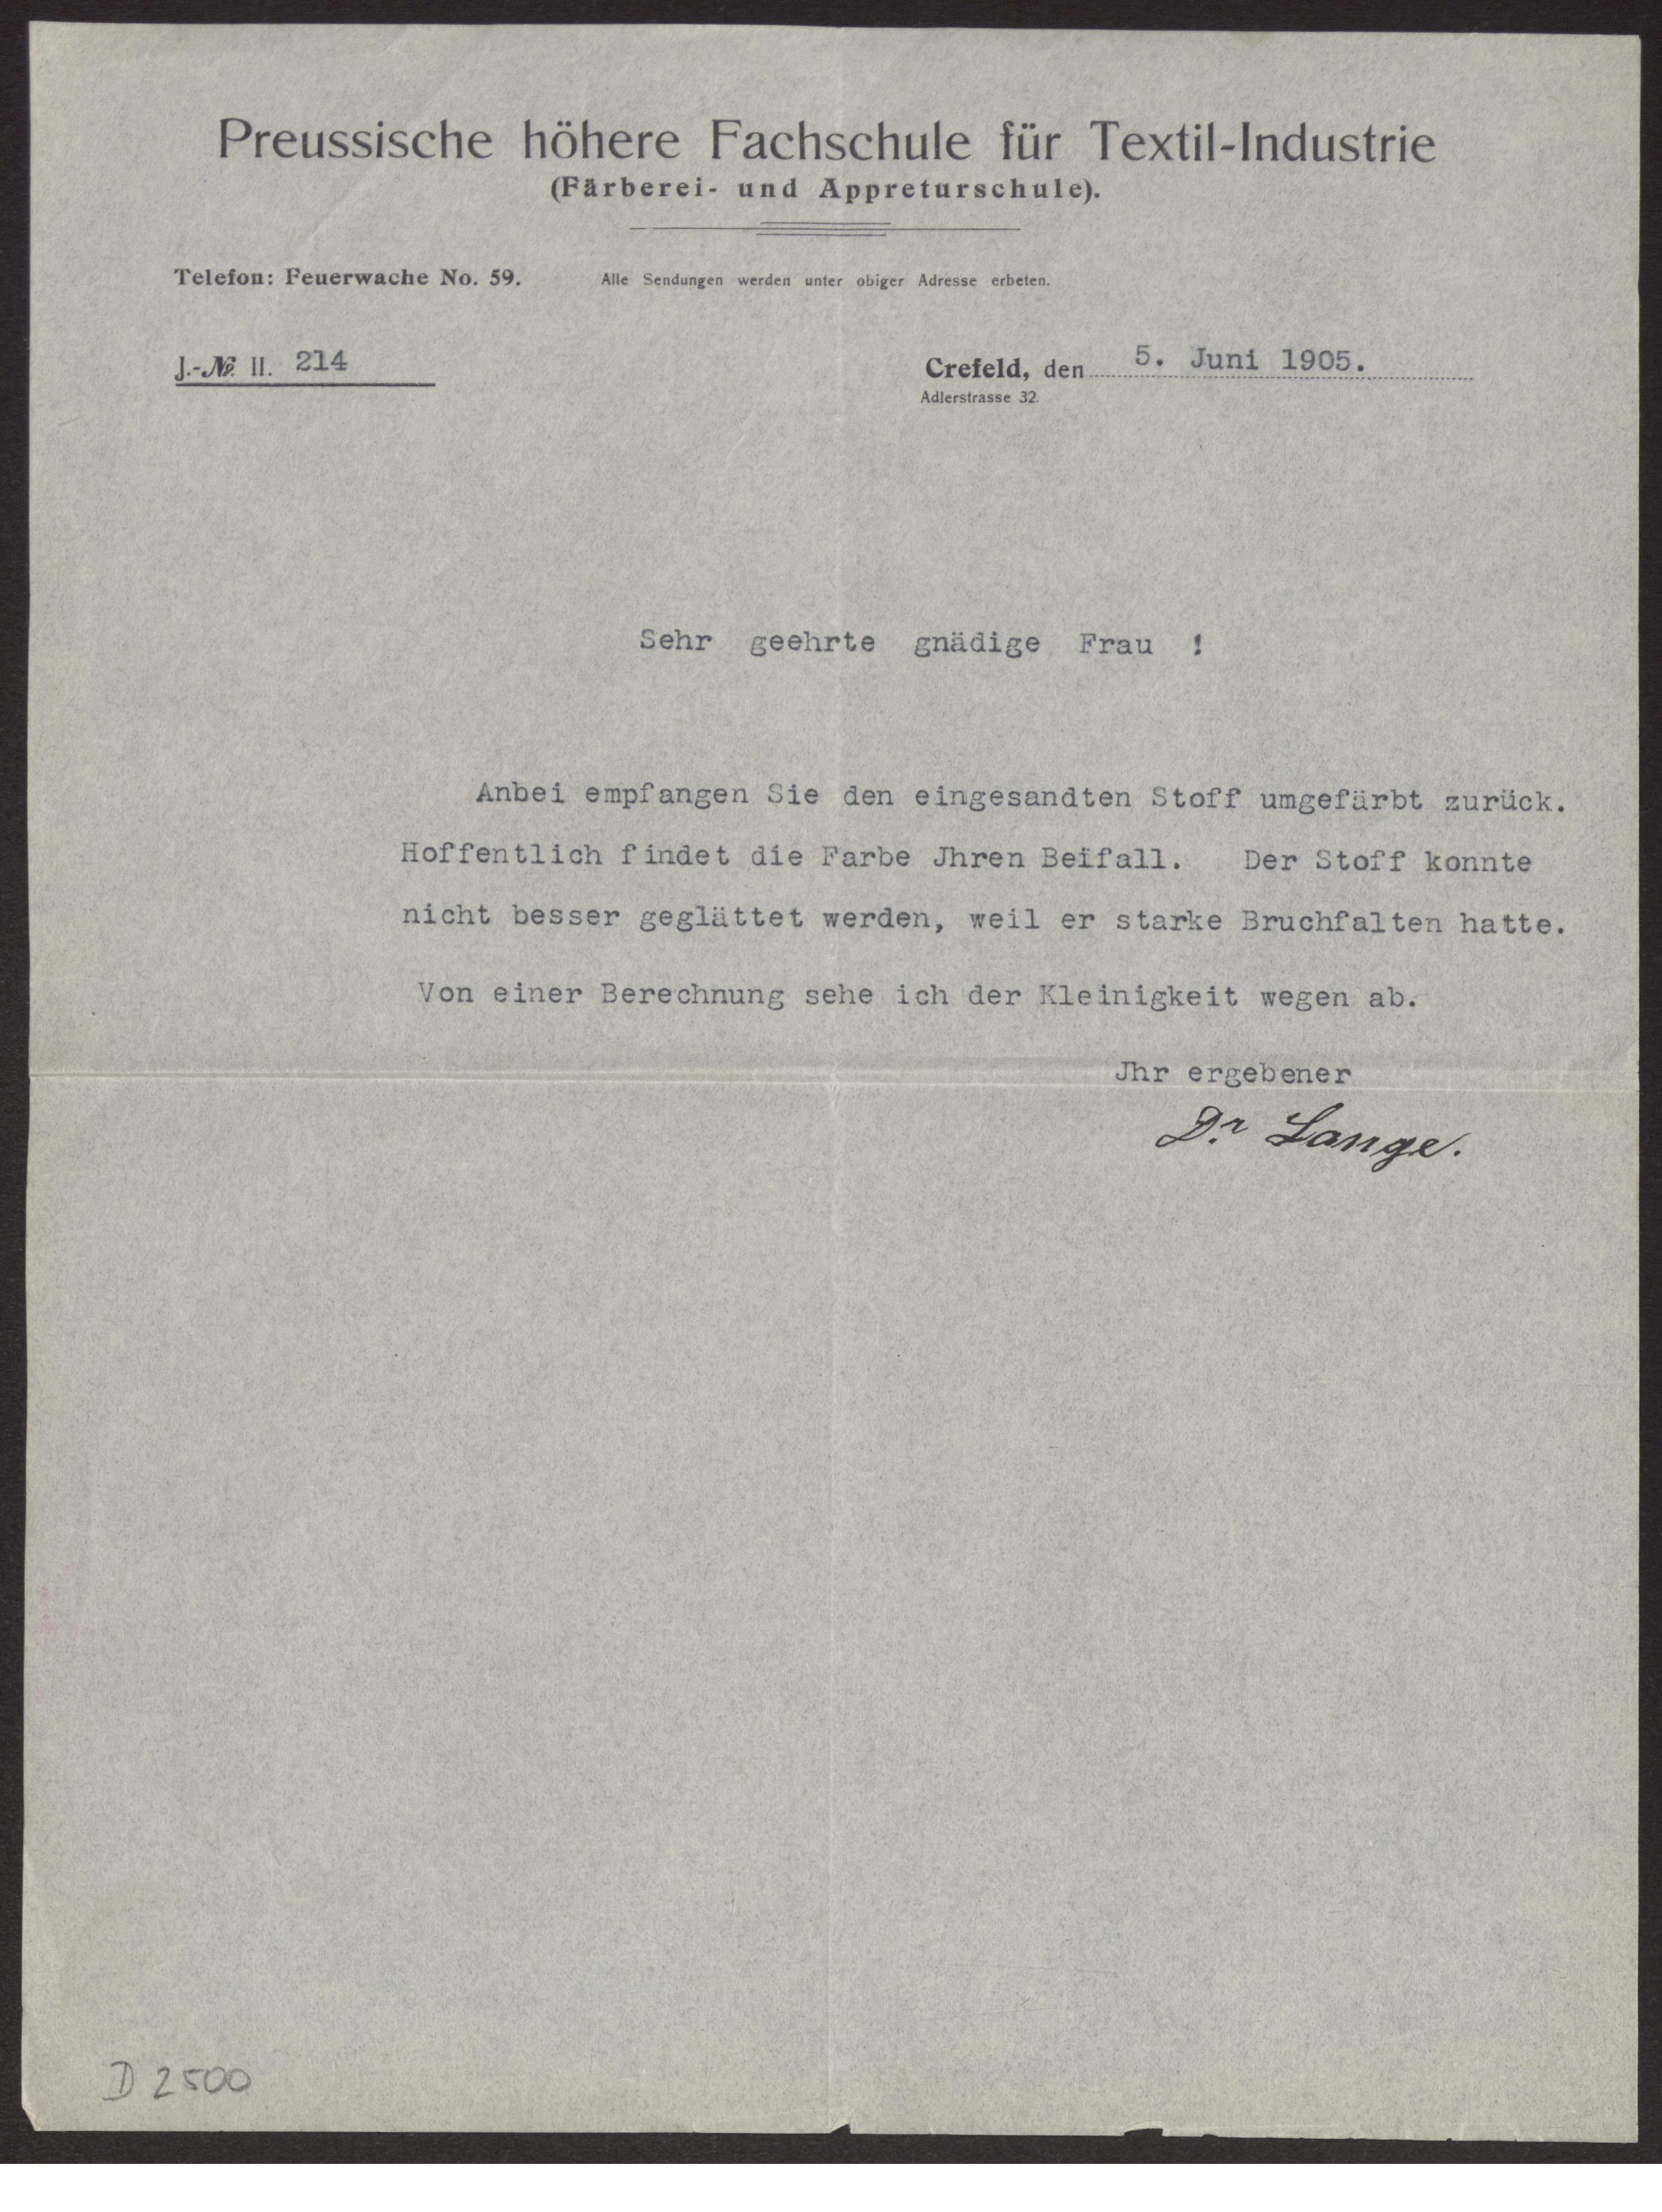 Preussische höhere Fachschule für Textil-Industrie
(Färberei- und Appreturschule).
Telefon: Feuerwache No. 59. Alle Sendungen werden unter obiger Adresse erbeten.
J.-№ II. 214
Crefeld, den 5. Juni 1905.
Adlerstrasse 32.
Sehr geehrte gnädige Frau !
Anbei empfangen Sie den eingesandten Stoff umgefärbt zurück.
Hoffentlich findet die Farbe Jhren Beifall. Der Stoff konnte
nicht besser geglättet werden, weil er starke Bruchfalten hatte.
Von einer Berechnung sehe ich der Kleinigkeit wegen ab.
Jhr ergebener
Dr. Lange.
D 2500